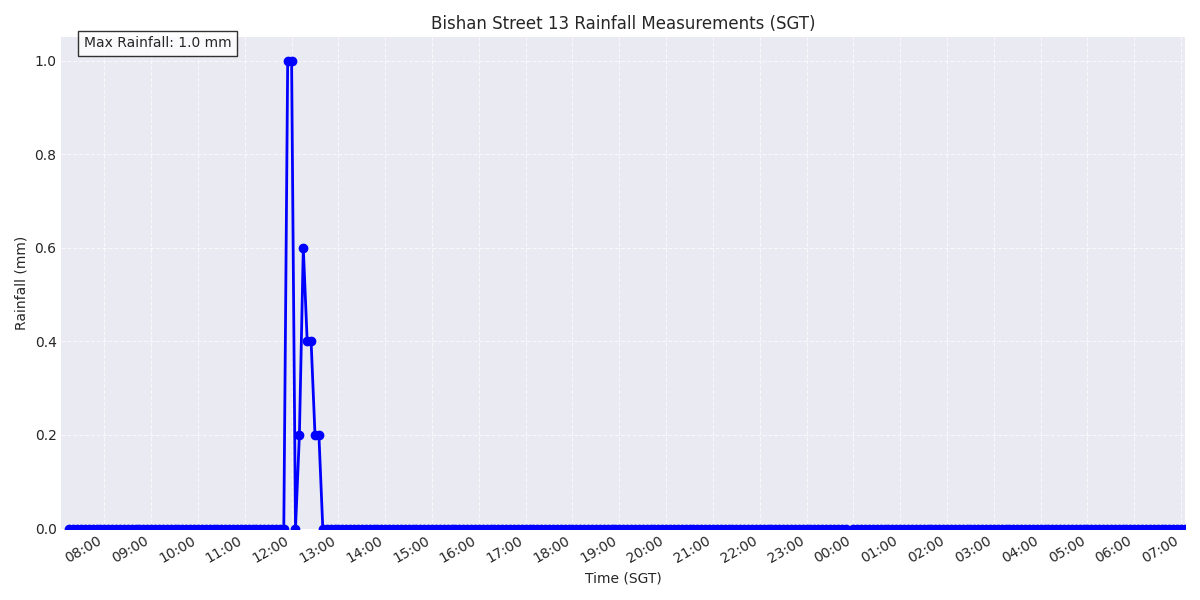 Bishan Street 13 Rainfall Measurements (SGT)
Max Rainfall: 1.0 mm
1.0
0.8
0.6
0.4
0.2
0.0
Rainfall (mm)
08:00 09:00 10:00 11:00 12:00 13:00 14:00 15:00 16:00 17:00 18:00 19:00 20:00 21:00 22:00 23:00 00:00 01:00 02:00 03:00 04:00 05:00 06:00 07:00
Time (SGT)